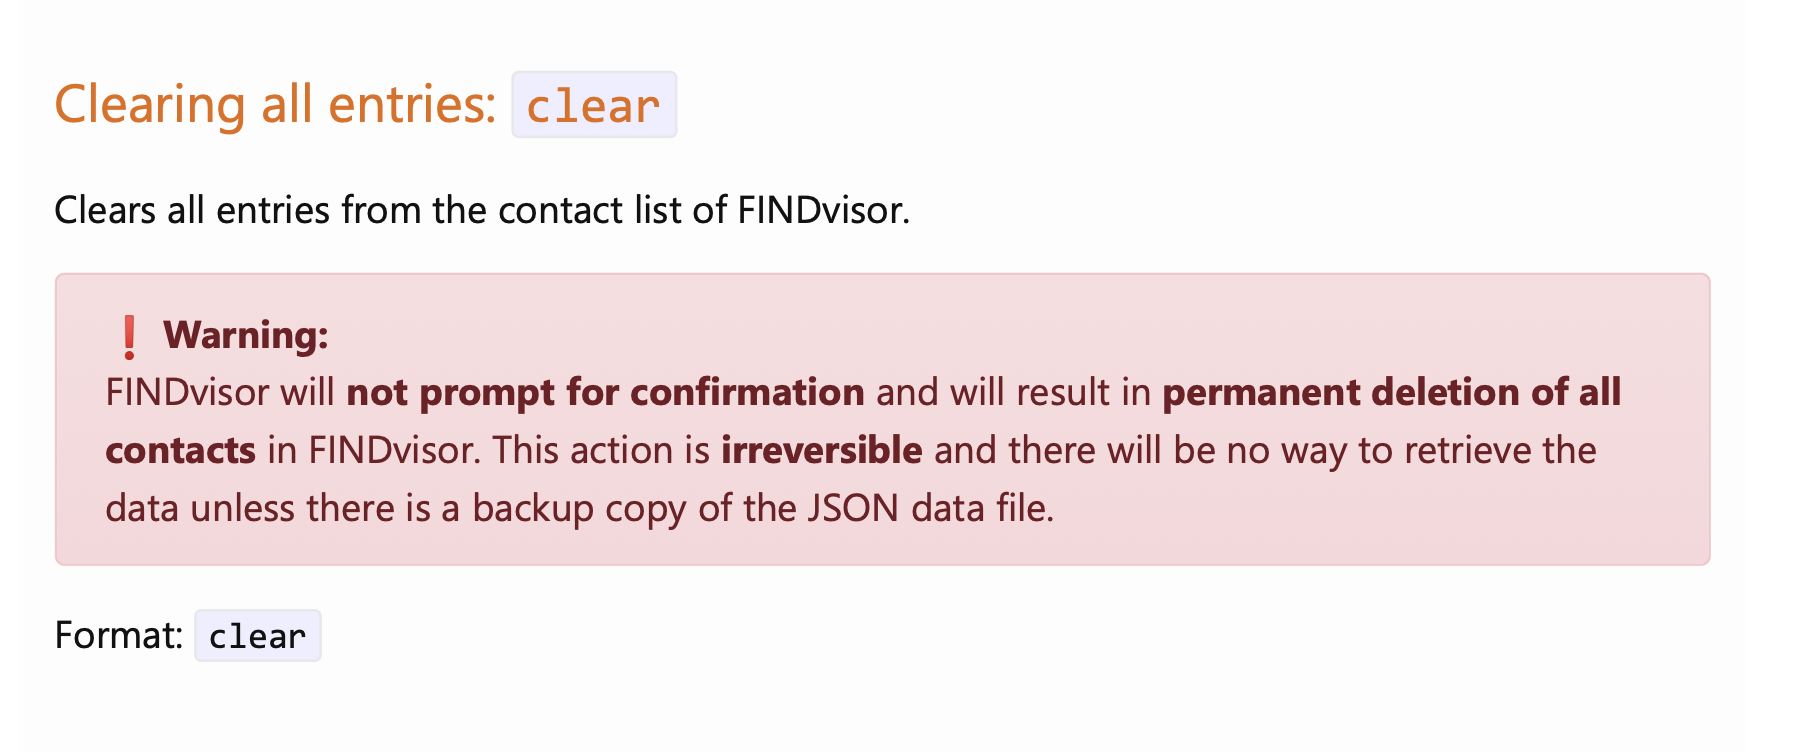 Clearing all entries: clear
Clears all entries from the contact list of FINDvisor.
❗ Warning:
FINDvisor will not prompt for confirmation and will result in permanent deletion of all
contacts in FINDvisor. This action is irreversible and there will be no way to retrieve the
data unless there is a backup copy of the JSON data file.
Format: clear